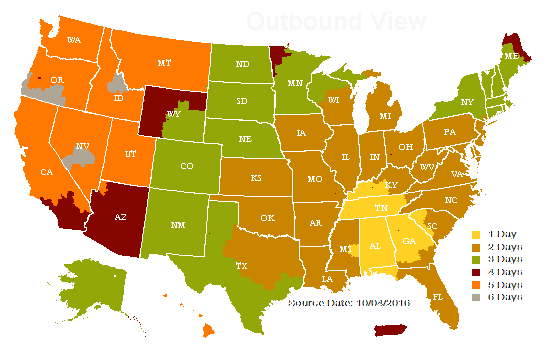 Outbound View
WA
MT
ND
MN
ME
OR
ID
WY
SD
WI
MI
NY
NV
UT
CO
NE
IA
IL
IN
OH
PA
CA
KS
MO
KY
WV
VA
AZ
NM
OK
AR
TN
NC
TX
LA
MS
AL
GA
SC
FL
1 Day
2 Days
3 Days
4 Days
5 Days
6 Days
Source Date: 10/04/2016